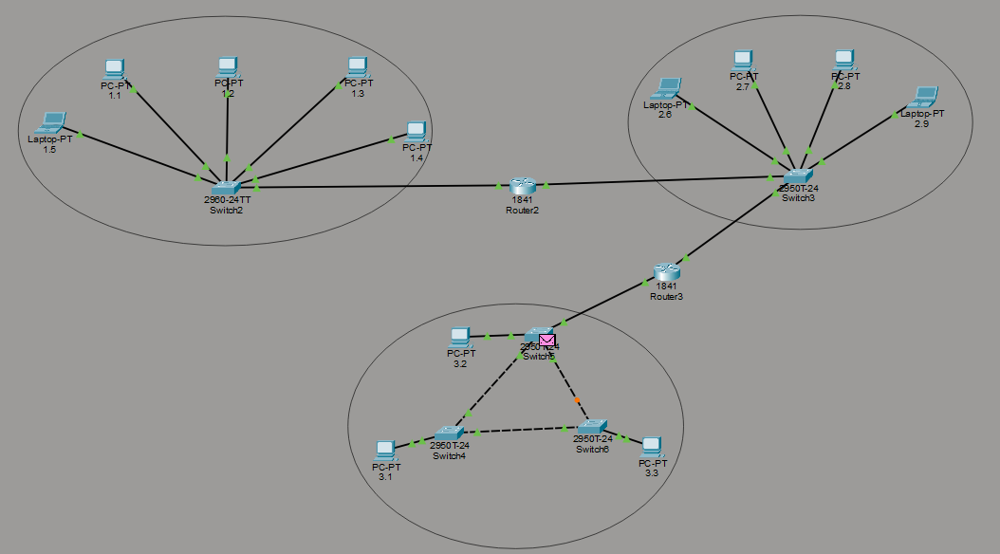 PC-PT
1.1
PC-PT
1.2
PC-PT
1.3
Laptop-PT
1.5
PC-PT
1.4
2960-24TT
Switch2
1841
Router2
Laptop-PT
2.6
PC-PT
2.7
PC-PT
2.8
Laptop-PT
2.9
2950T-24
Switch3
1841
Router3
PC-PT
3.2
2950T-24
Switch5
2950T-24
Switch4
2950T-24
Switch6
PC-PT
3.1
PC-PT
3.3